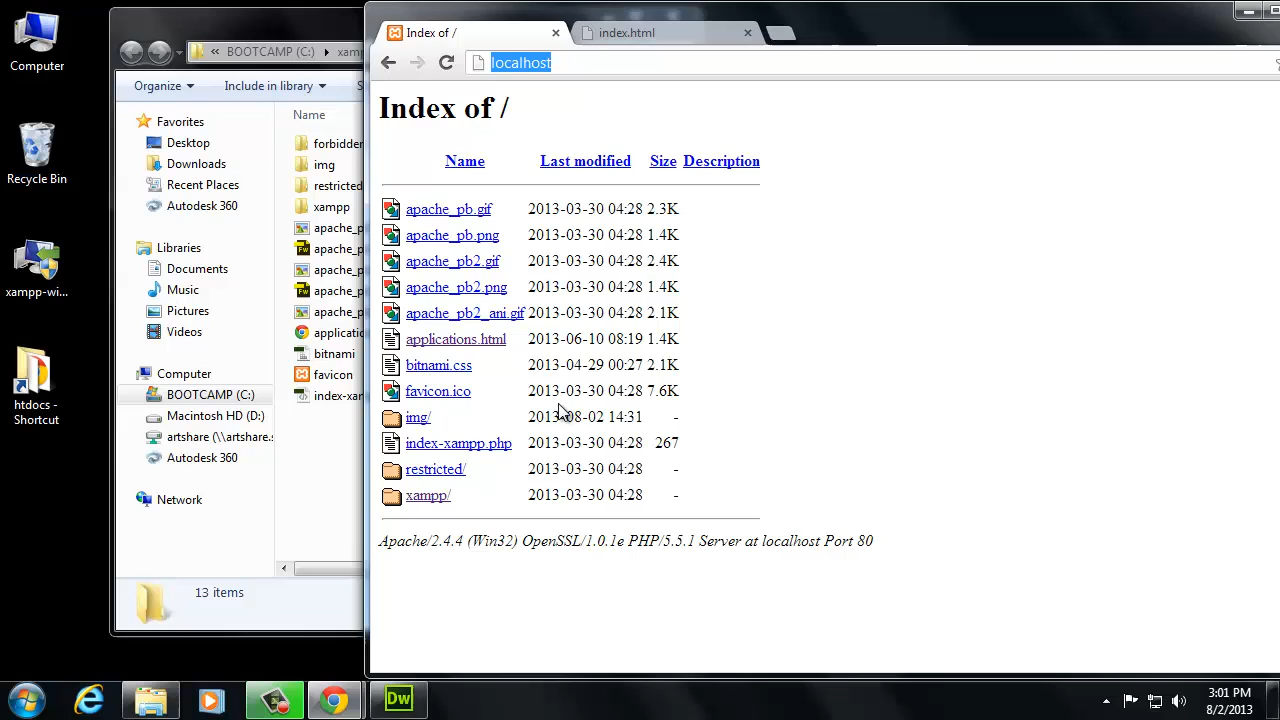 Computer
Recycle Bin
xampp-wi...
htdocs -
Shortcut
BOOTCAMP (C:)
Organize
Include in library
Name
Favorites
Desktop
Downloads
Recent Places
Autodesk 360
Libraries
Documents
Music
Pictures
Videos
Computer
BOOTCAMP (C:)
Macintosh HD (D:)
artshare (\\artshare.
Autodesk 360
Network
forbidden
img
restricted
xampp
bitnami
favicon
13 items
Index of /
index.html
localhost
Index of /
Name Last modified Size Description
apache_pb.gif 2013-03-30 04:28 2.3K
apache_pb.png 2013-03-30 04:28 1.4K
apache_pb2.gif 2013-03-30 04:28 2.4K
apache_pb2.png 2013-03-30 04:28 1.4K
apache_pb2_ani.gif 2013-03-30 04:28 2.1K
applications.html 2013-06-10 08:19 1.4K
bitnami.css 2013-04-29 00:27 2.1K
favicon.ico 2013-03-30 04:28 7.6K
img/ 2013-08-02 14:31 -
index-xampp.php 2013-03-30 04:28 267
restricted/ 2013-03-30 04:28 -
xampp/ 2013-03-30 04:28 -
Apache/2.4.4 (Win32) OpenSSL/1.0.1e PHP/5.5.1 Server at localhost Port 80
Dw
3:01 PM
8/2/2013